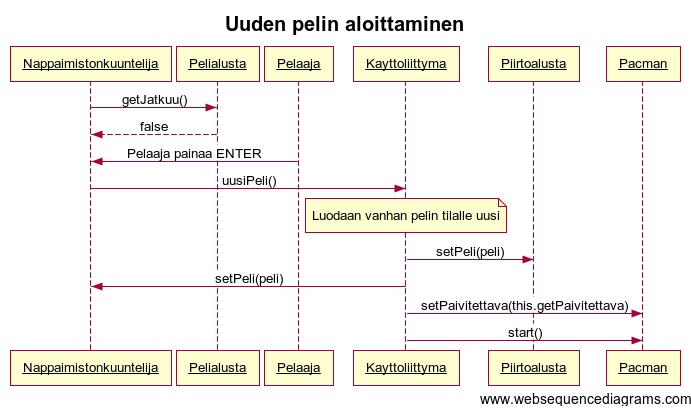 Uuden pelin aloittaminen
Nappaimistonkuuntelija Pelialusta Pelaaja Kayttoliittyma Piirtoalusta Pacman
getJatkuu()
false
Pelaaja painaa ENTER
uusiPeli()
Luodaan vanhan pelin tilalle uusi
setPeli(peli)
setPeli(peli)
setPaivitettava(this.getPaivitettava)
start()
Nappaimistonkuuntelija Pelialusta Pelaaja Kayttoliittyma Piirtoalusta Pacman
www.websequencediagrams.com